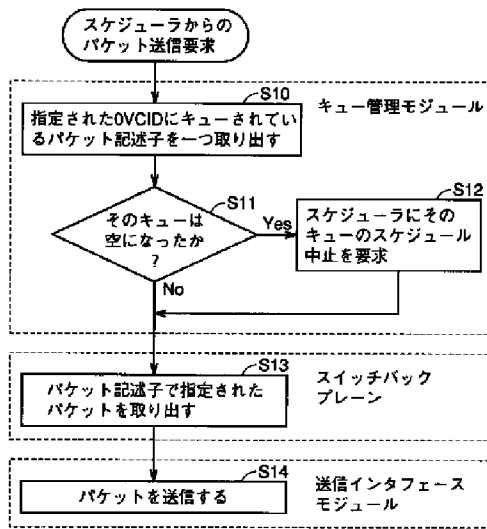 スケジューラからの
パケット送信要求
S10
キュー管理モジュール
指定された0VCIDにキューされてい
るパケット記述子を一つ取り出す
S11
そのキューは
空になったか
?
Yes
S12
スケジューラにその
キューのスケジュール
中止を要求
No
S13
スイッチバック
プレーン
パケット記述子で指定された
パケットを取り出す
S14
送信インタフェース
モジュール
パケットを送信する